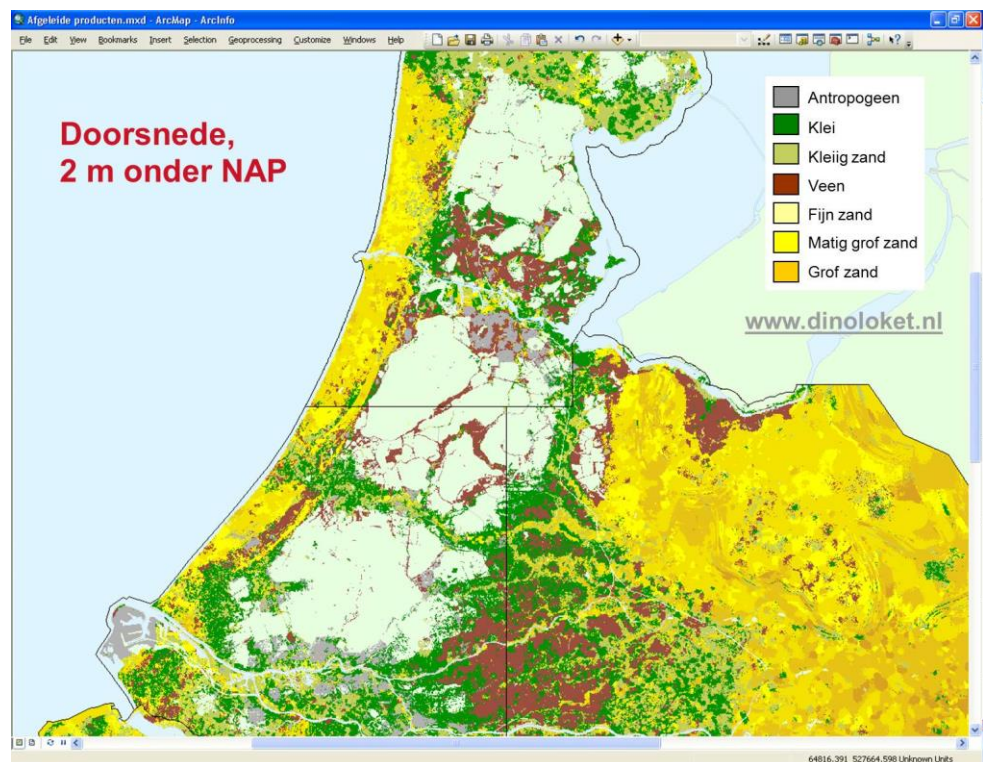 Afgeleide producten.mxd - ArcMap - ArcInfo
File Edit View Bookmarks Insert Selection Geoprocessing Customize Windows Help
Doorsnede,
2 m onder NAP
Antropogeen
Klei
Kleiig zand
Veen
Fijn zand
Matig grof zand
Grof zand
www.dinoloket.nl
64816.391 527664.598 Unknown Units